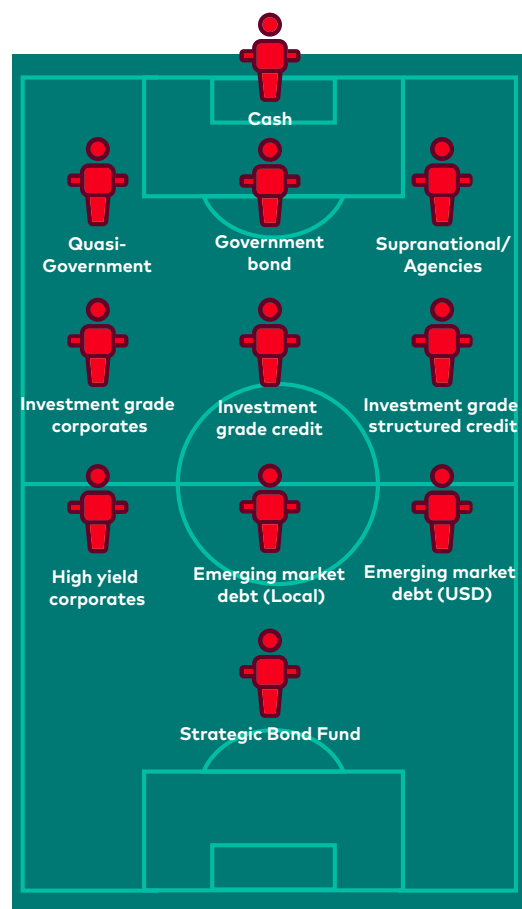 Cash
Quasi-
Government
Government
bond
Supranational/
Agencies
Investment grade
corporates
Investment
grade credit
Investment grade
structured credit
High yield
corporates
Emerging market
debt (Local)
Emerging market
debt (USD)
Strategic Bond Fund